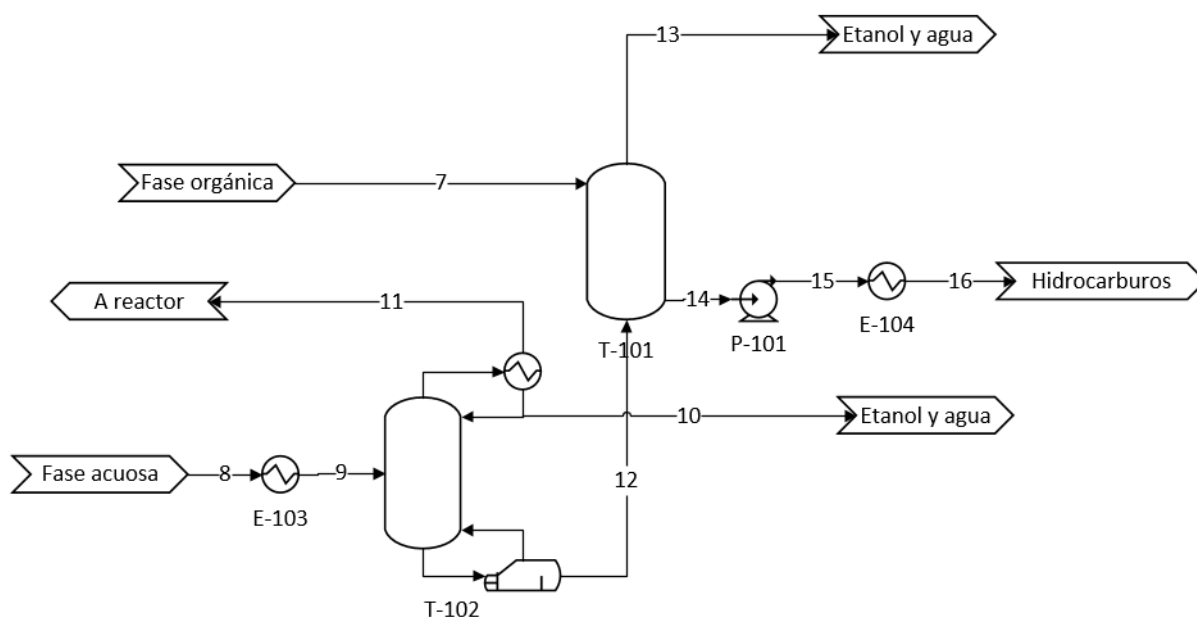 13
Etanol y agua
Fase orgánica
7
A reactor
11
14
15
16
Hidrocarburos
E-104
P-101
T-101
10
Etanol y agua
Fase acuosa
8
9
12
E-103
T-102